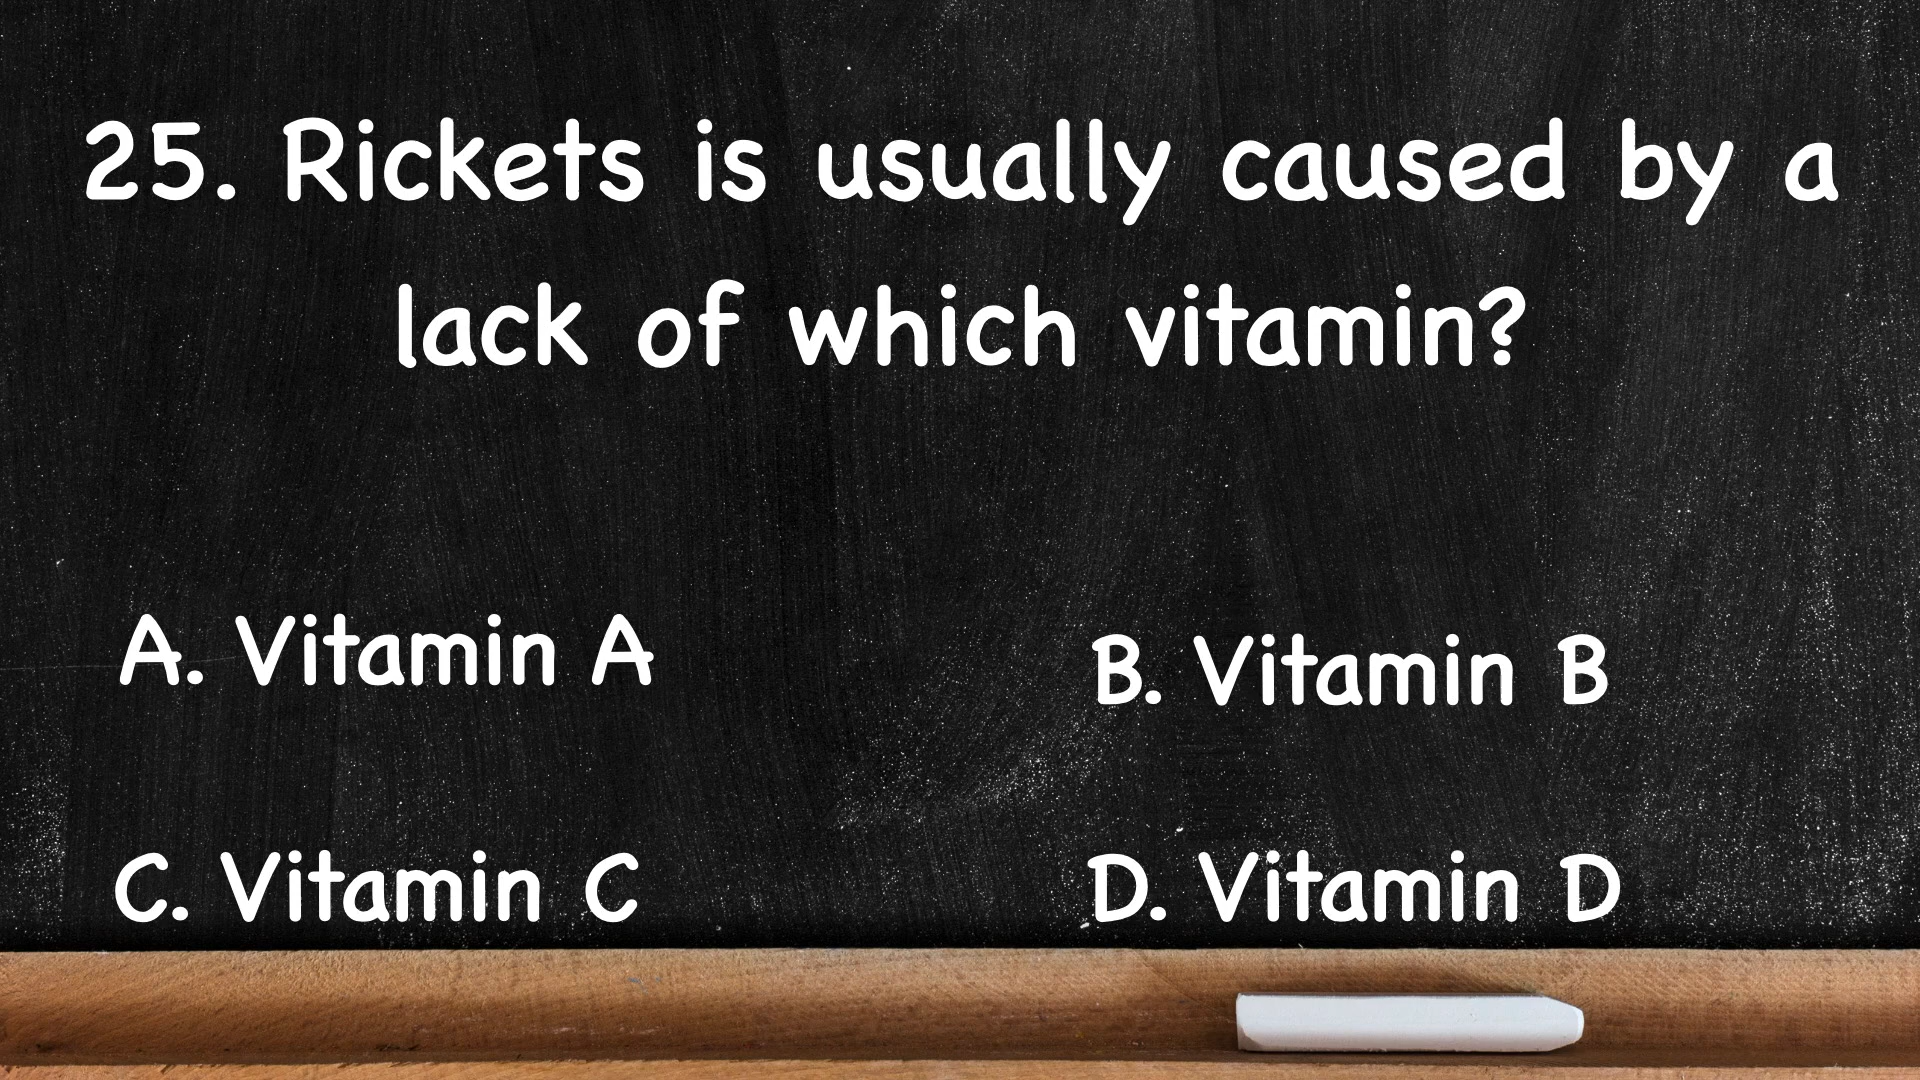 25. Rickets is usually caused by a
lack of which vitamin?
A. Vitamin A
B. Vitamin B
C. Vitamin C
D. Vitamin D